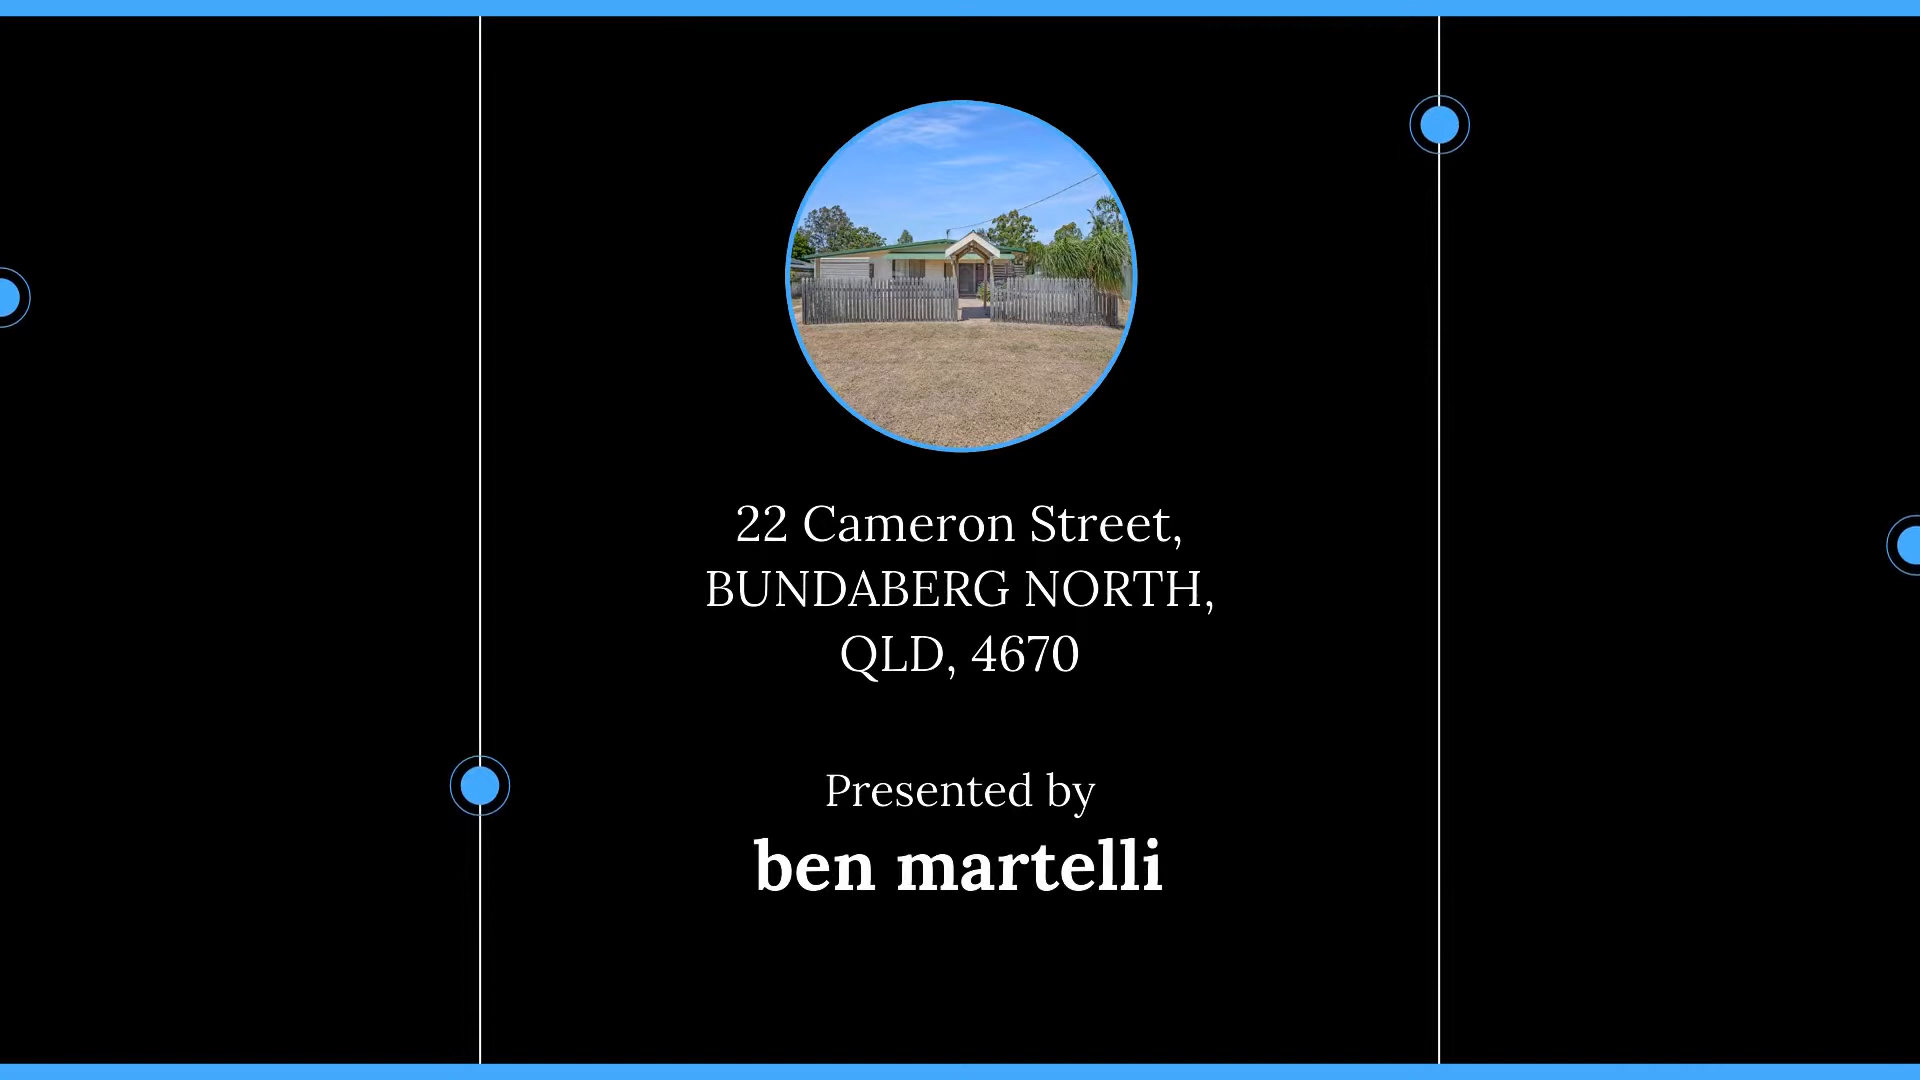 22 Cameron Street,
BUNDABERG NORTH,
QLD, 4670
Presented by
ben martelli